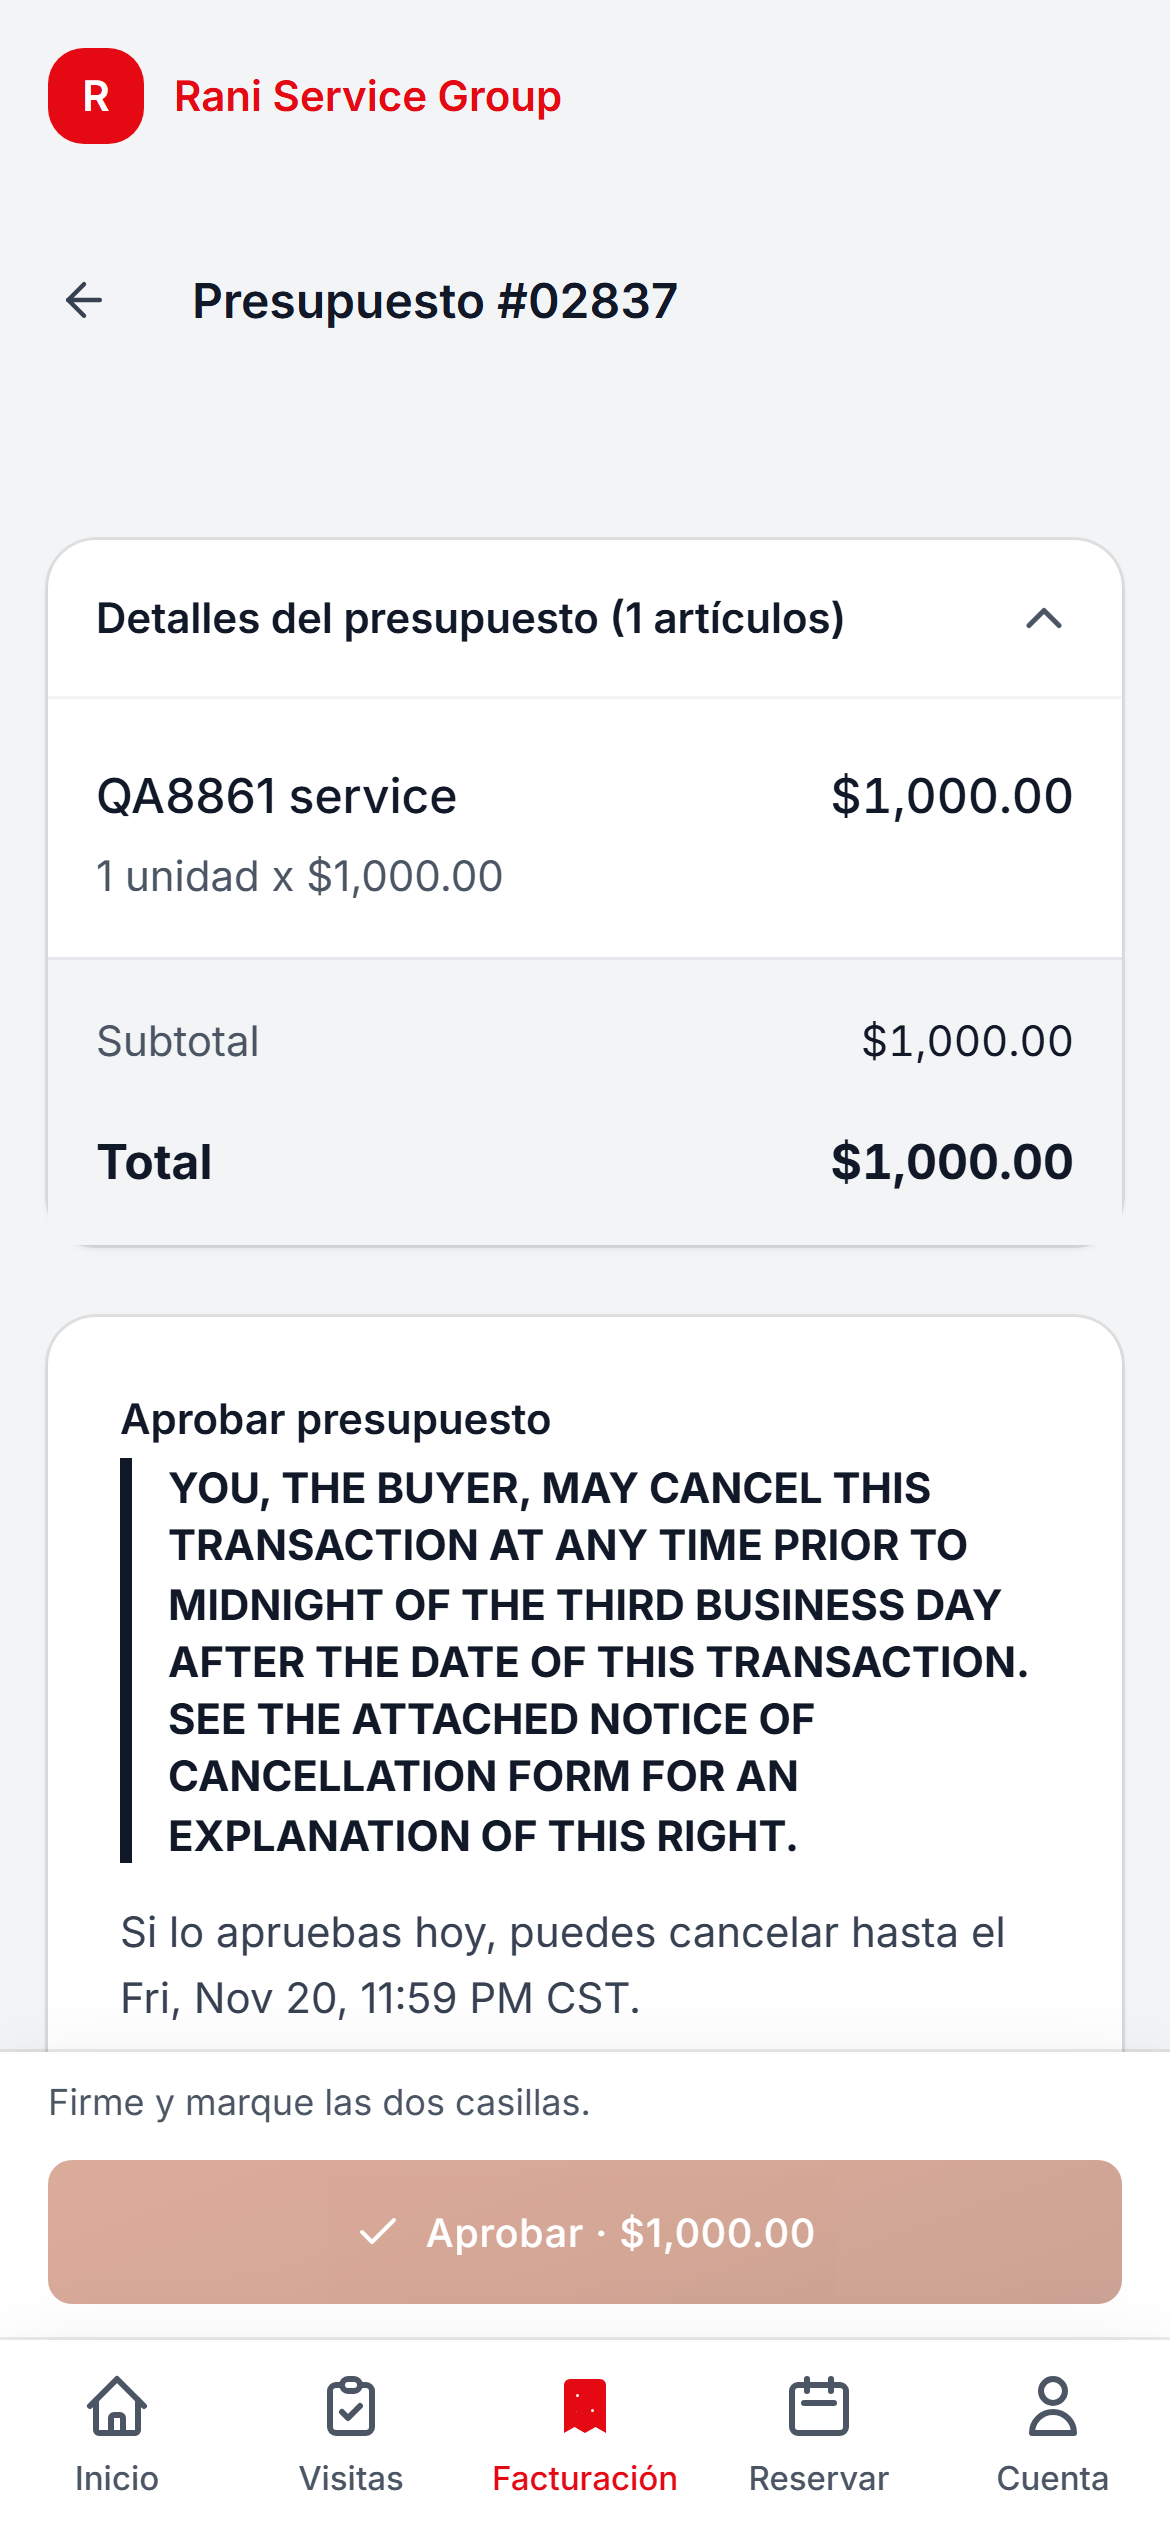 R
Rani Service Group
Presupuesto #02837
Detalles del presupuesto (1 artículos)
QA8861 service $1,000.00
1 unidad x $1,000.00
Subtotal $1,000.00
Total $1,000.00
Aprobar presupuesto
YOU, THE BUYER, MAY CANCEL THIS
TRANSACTION AT ANY TIME PRIOR TO
MIDNIGHT OF THE THIRD BUSINESS DAY
AFTER THE DATE OF THIS TRANSACTION.
SEE THE ATTACHED NOTICE OF
CANCELLATION FORM FOR AN
EXPLANATION OF THIS RIGHT.
Si lo apruebas hoy, puedes cancelar hasta el
Fri, Nov 20, 11:59 PM CST.
Firme y marque las dos casillas.
Aprobar · $1,000.00
Inicio Visitas Facturación Reservar Cuenta